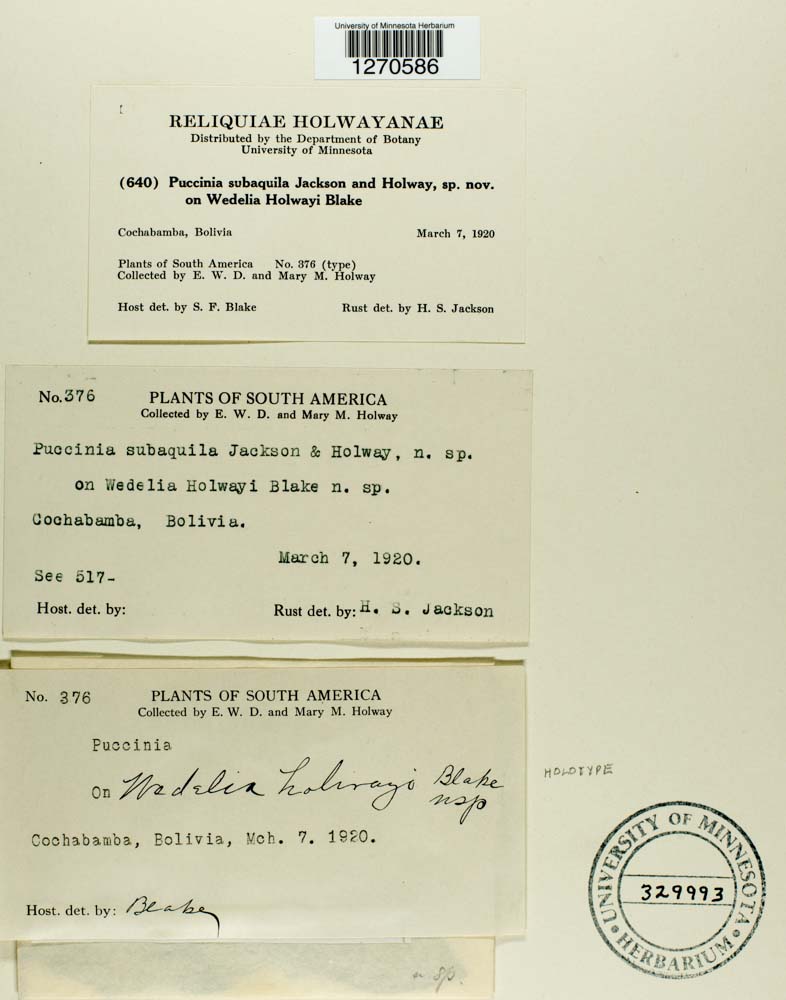 University of Minnesota Herbarium
1270586
RELIQUIAE HOLWAYANAE
Distributed by the Department of Botany
University of Minnesota
(640) Puccinia subaquila Jackson and Holway, sp. nov.
on Wedelia Holwayi Blake
Cochabamba, Bolivia March 7, 1920
Plants of South America No. 376 (type)
Collected by E. W. D. and Mary M. Holway
Host det. by S. F. Blake Rust det. by H. S. Jackson
No. 376 PLANTS OF SOUTH AMERICA
Collected by E. W. D. and Mary M. Holway
Puccinia subaquila Jackson & Holway, n. sp.
on Wedelia Holwayi Blake n. sp.
Cochabamba, Bolivia.
March 7, 1920.
See 517-
Host. det. by: Rust det. by: H. S. Jackson
No. 376 PLANTS OF SOUTH AMERICA
Collected by E. W. D. and Mary M. Holway
Puccinia
On Wedelia holwayi Blake
nsp
Cochabamba, Bolivia, Mch. 7. 1920.
Host. det. by: Blake
HOLOTYPE
UNIVERSITY OF MINNESOTA
329993
HERBARIUM